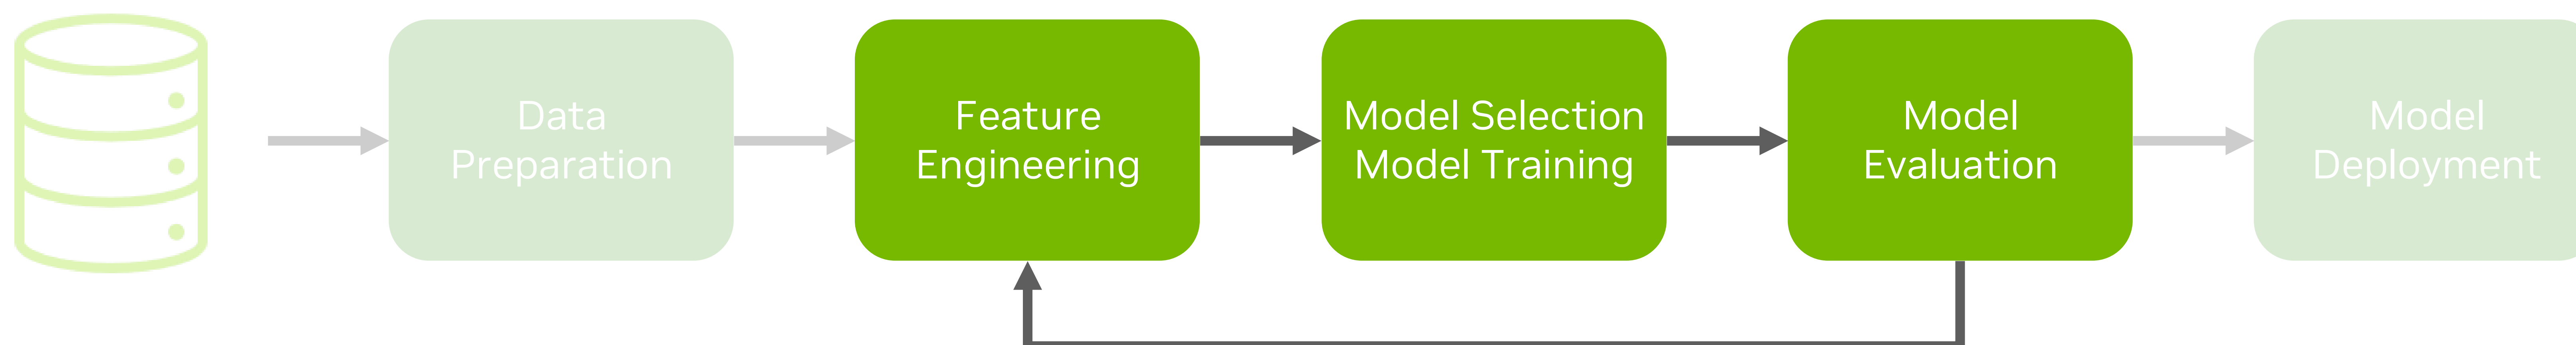 Data
Preparation
Feature
Engineering
Model Selection
Model Training
Model
Evaluation
Model
Deployment